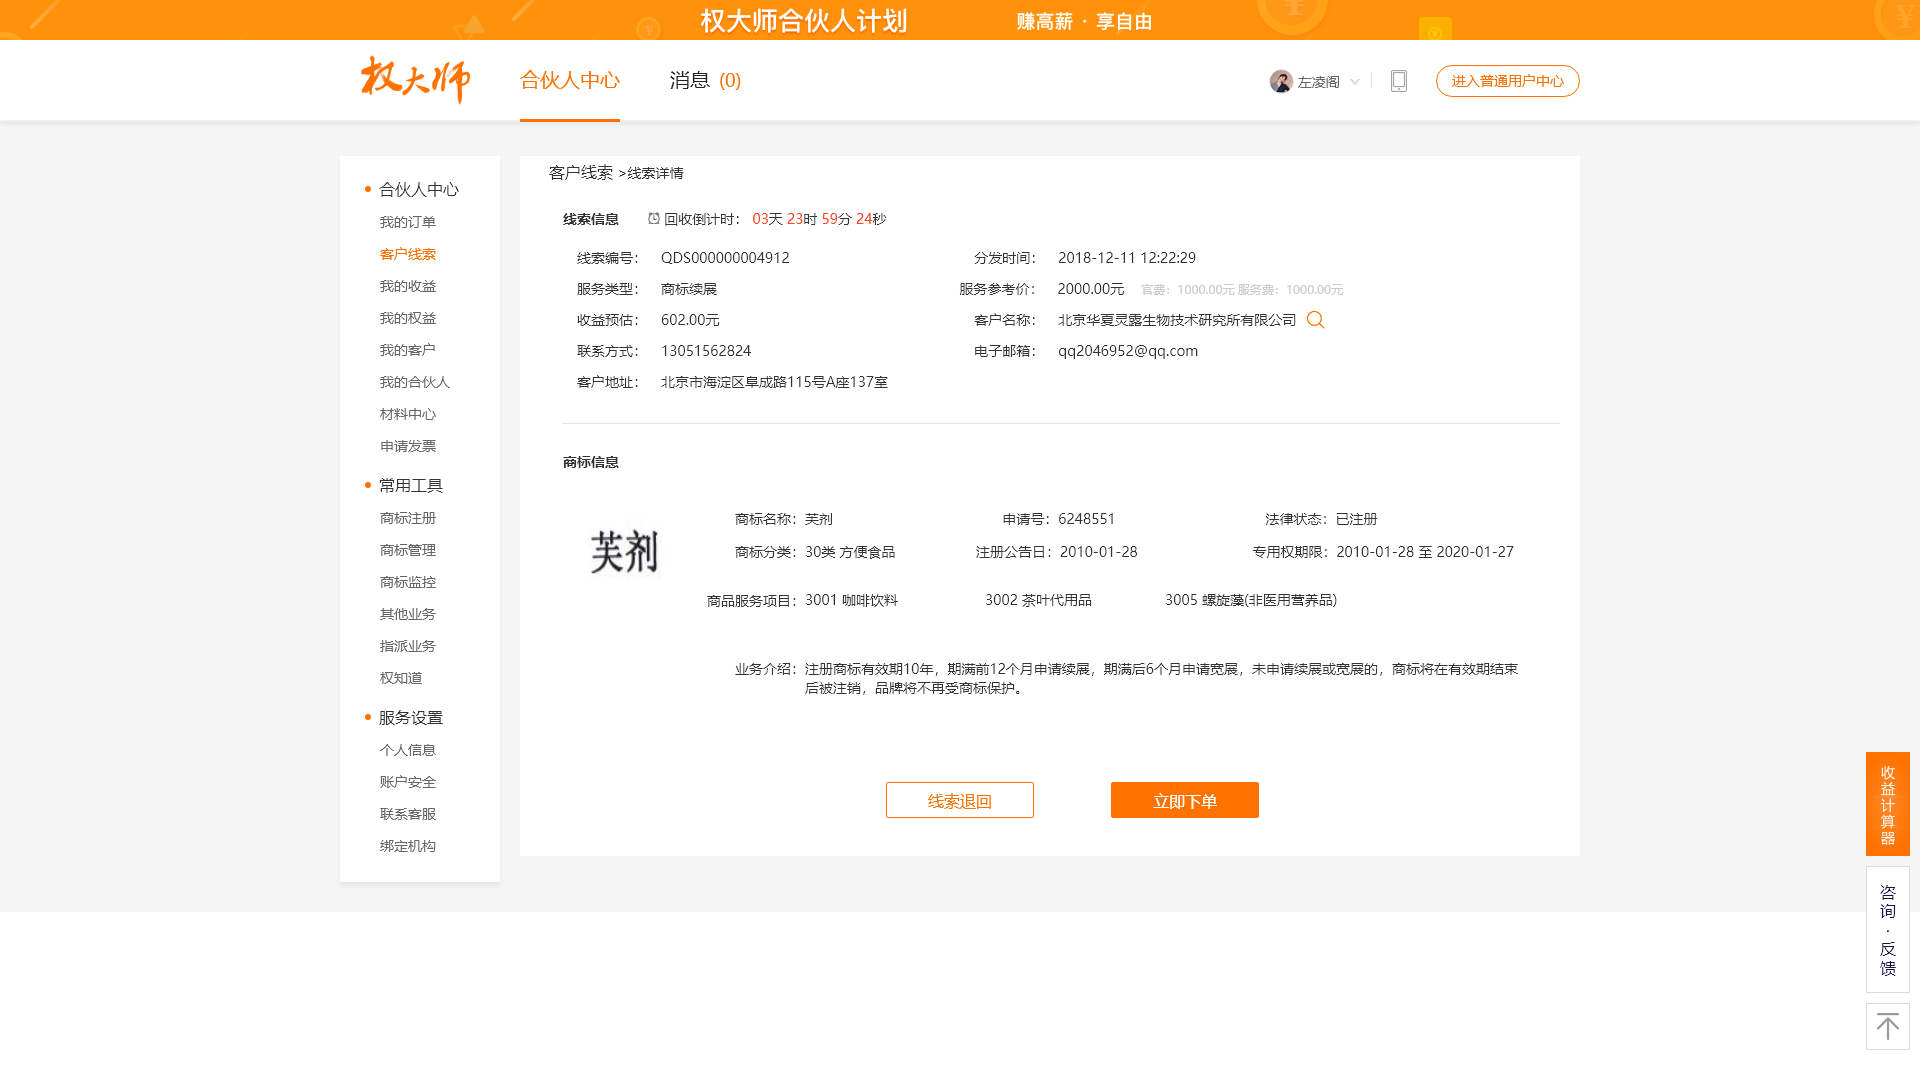 权大师合伙人计划 赚高薪 · 享自由
权大师 合伙人中心 消息 (0) 左凌阁 进入普通用户中心
合伙人中心
我的订单
客户线索
我的收益
我的权益
我的客户
我的合伙人
材料中心
申请发票
常用工具
商标注册
商标管理
商标监控
其他业务
指派业务
权知道
服务设置
个人信息
账户安全
联系客服
绑定机构
客户线索 >线索详情
线索信息 回收倒计时： 03天 23时 59分 24秒
线索编号： QDS000000004912 分发时间： 2018-12-11 12:22:29
服务类型： 商标续展 服务参考价： 2000.00元 官费：1000.00元 服务费：1000.00元
收益预估： 602.00元 客户名称： 北京华夏灵露生物技术研究所有限公司
联系方式： 13051562824 电子邮箱： qq2046952@qq.com
客户地址： 北京市海淀区阜成路115号A座137室
商标信息
芙剂
商标名称：芙剂 申请号：6248551 法律状态：已注册
商标分类：30类 方便食品 注册公告日：2010-01-28 专用权期限：2010-01-28 至 2020-01-27
商品服务项目：3001 咖啡饮料 3002 茶叶代用品 3005 螺旋藻(非医用营养品)
业务介绍：注册商标有效期10年，期满前12个月申请续展，期满后6个月申请宽展，未申请续展或宽展的，商标将在有效期结束
后被注销，品牌将不再受商标保护。
线索退回 立即下单
收益计算器
咨询·反馈